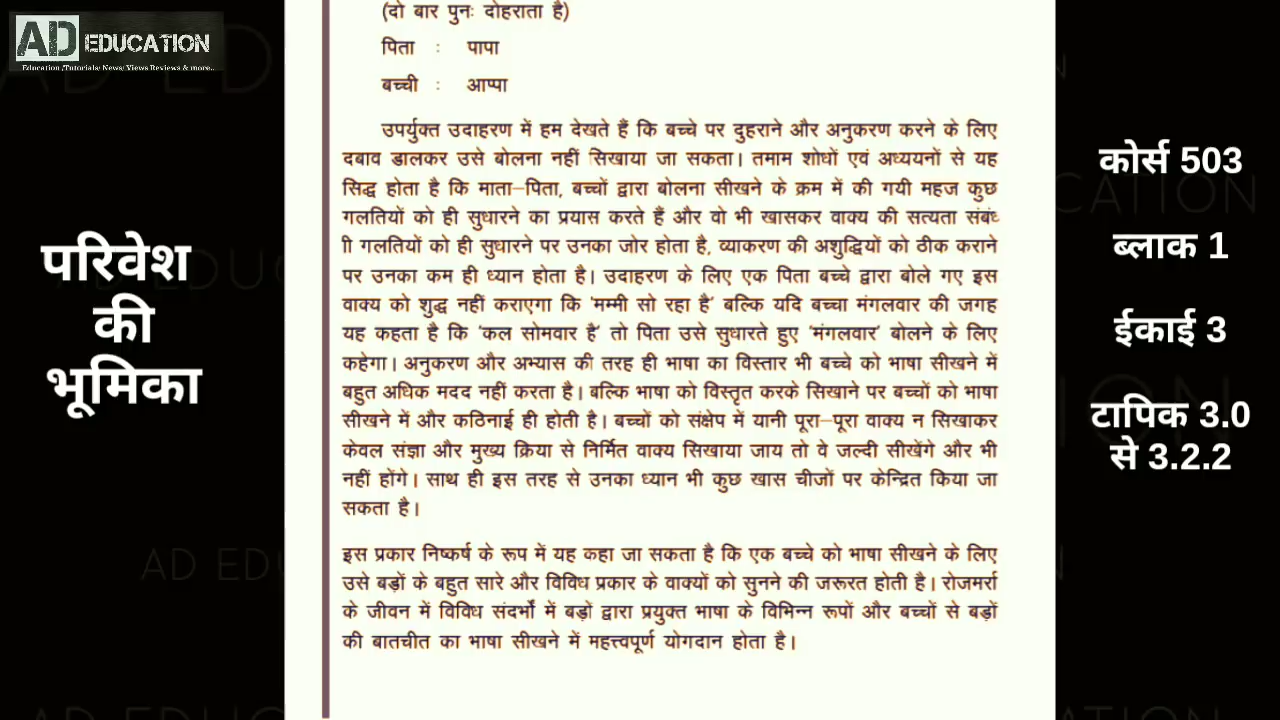 AD EDUCATION
Education ,Tutorials, News, Views Reviews & more..
परिवेश
की
भूमिका
(दो बार पुनः दोहराता है)
पिता : पापा
बच्ची : आप्पा
उपर्युक्त उदाहरण में हम देखते हैं कि बच्चे पर दुहराने और अनुकरण करने के लिए
दबाव डालकर उसे बोलना नहीं सिखाया जा सकता। तमाम शोधों एवं अध्ययनों से यह
सिद्ध होता है कि माता–पिता, बच्चों द्वारा बोलना सीखने के क्रम में की गयी महज कुछ
गलतियों को ही सुधारने का प्रयास करते हैं और वो भी खासकर वाक्य की सत्यता संबंध
ी गलतियों को ही सुधारने पर उनका जोर होता है, व्याकरण की अशुद्धियों को ठीक कराने
पर उनका कम ही ध्यान होता है। उदाहरण के लिए एक पिता बच्चे द्वारा बोले गए इस
वाक्य को शुद्ध नहीं कराएगा कि 'मम्मी सो रहा है' बल्कि यदि बच्चा मंगलवार की जगह
यह कहता है कि 'कल सोमवार है' तो पिता उसे सुधारते हुए 'मंगलवार' बोलने के लिए
कहेगा। अनुकरण और अभ्यास की तरह ही भाषा का विस्तार भी बच्चे को भाषा सीखने में
बहुत अधिक मदद नहीं करता है। बल्कि भाषा को विस्तृत करके सिखाने पर बच्चों को भाषा
सीखने में और कठिनाई ही होती है। बच्चों को संक्षेप में यानी पूरा–पूरा वाक्य न सिखाकर
केवल संज्ञा और मुख्य क्रिया से निर्मित वाक्य सिखाया जाय तो वे जल्दी सीखेंगे और भी
नहीं होंगे। साथ ही इस तरह से उनका ध्यान भी कुछ खास चीजों पर केन्द्रित किया जा
सकता है।
इस प्रकार निष्कर्ष के रूप में यह कहा जा सकता है कि एक बच्चे को भाषा सीखने के लिए
उसे बड़ों के बहुत सारे और विविध प्रकार के वाक्यों को सुनने की जरूरत होती है। रोजमर्रा
के जीवन में विविध संदर्भों में बड़ों द्वारा प्रयुक्त भाषा के विभिन्न रूपों और बच्चों से बड़ों
की बातचीत का भाषा सीखने में महत्त्वपूर्ण योगदान होता है।
कोर्स 503
ब्लाक 1
ईकाई 3
टापिक 3.0
से 3.2.2